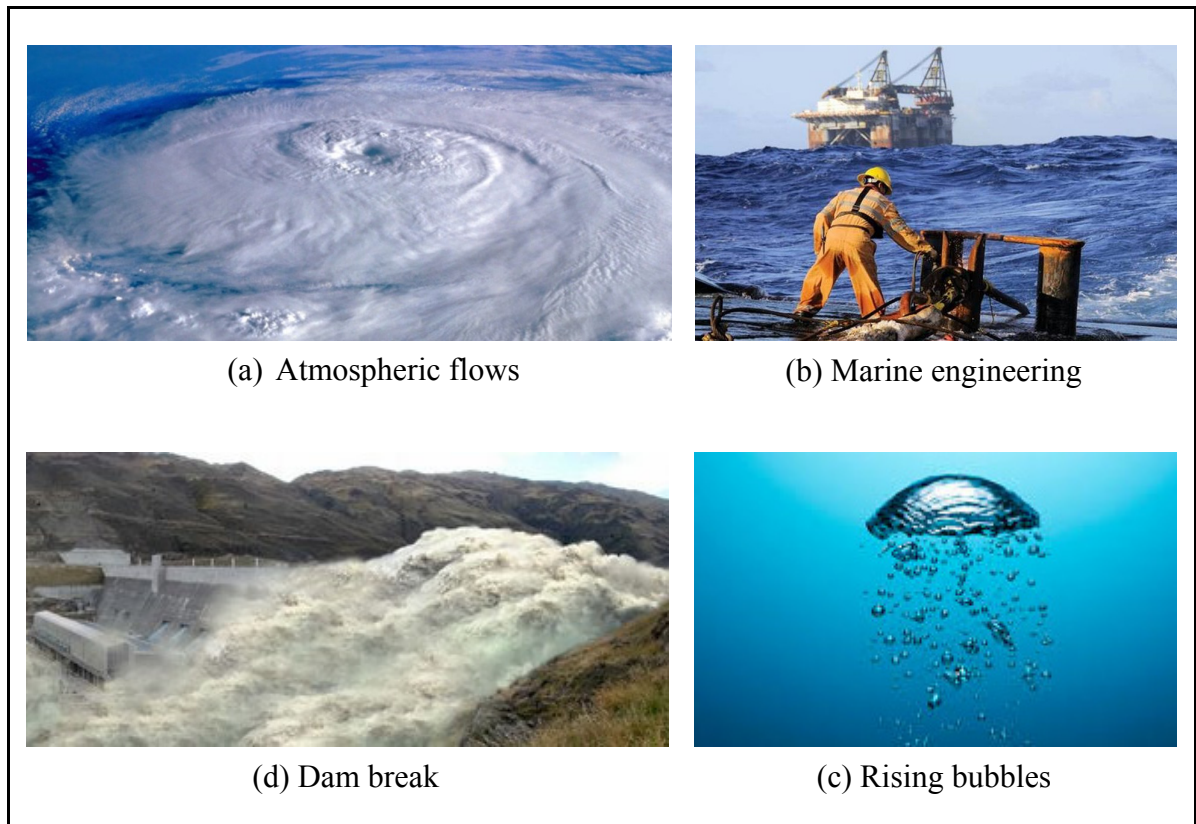 (a) Atmospheric flows
(b) Marine engineering
(d) Dam break
(c) Rising bubbles